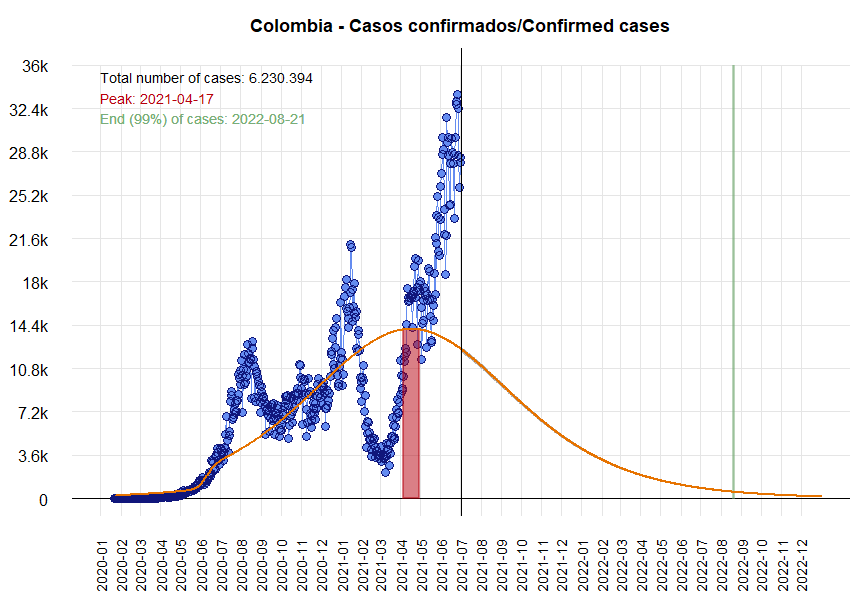 Colombia - Casos confirmados/Confirmed cases
Total number of cases: 6.230.394
Peak: 2021-04-17
End (99%) of cases: 2022-08-21
36k
32.4k
28.8k
25.2k
21.6k
18k
14.4k
10.8k
7.2k
3.6k
0
2020-01
2020-02
2020-03
2020-04
2020-05
2020-06
2020-07
2020-08
2020-09
2020-10
2020-11
2020-12
2021-01
2021-02
2021-03
2021-04
2021-05
2021-06
2021-07
2021-08
2021-09
2021-10
2021-11
2021-12
2022-01
2022-02
2022-03
2022-04
2022-05
2022-06
2022-07
2022-08
2022-09
2022-10
2022-11
2022-12